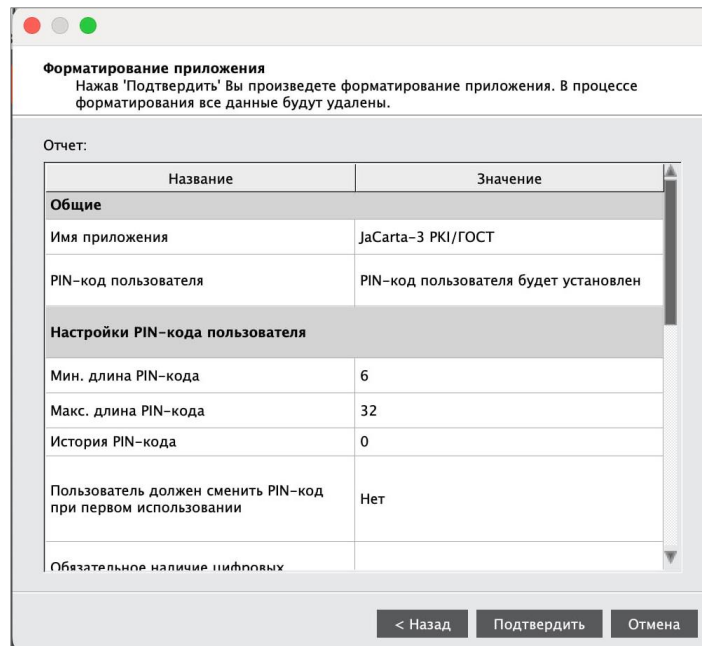 Форматирование приложения
Нажав 'Подтвердить' Вы произведете форматирование приложения. В процессе
форматирования все данные будут удалены.
Отчет:
Название Значение
Общие
Имя приложения JaCarta-3 PKI/ГОСТ
PIN-код пользователя PIN-код пользователя будет установлен
Настройки PIN-кода пользователя
Мин. длина PIN-кода 6
Макс. длина PIN-кода 32
История PIN-кода 0
Пользователь должен сменить PIN-код
при первом использовании Нет
Обязательное наличие цифровых
< Назад Подтвердить Отмена